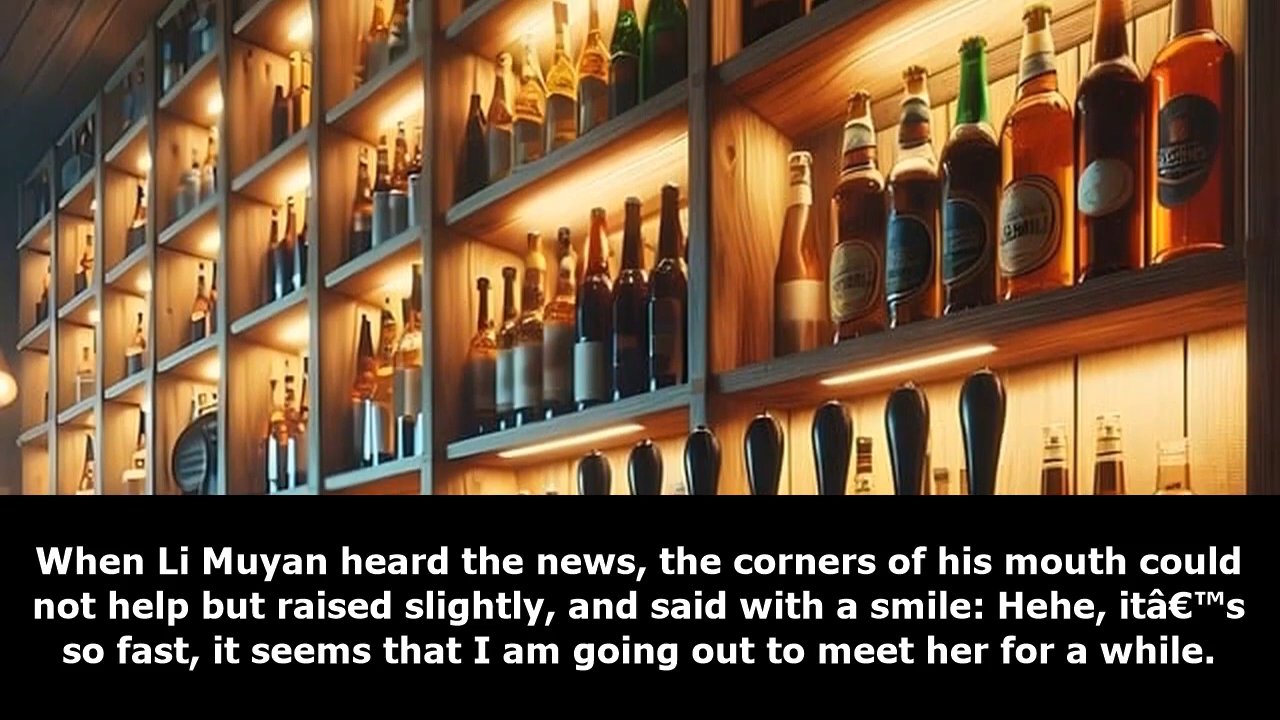 When Li Muyan heard the news, the corners of his mouth could
not help but raised slightly, and said with a smile: Hehe, itâ€™s
so fast, it seems that I am going out to meet her for a while.